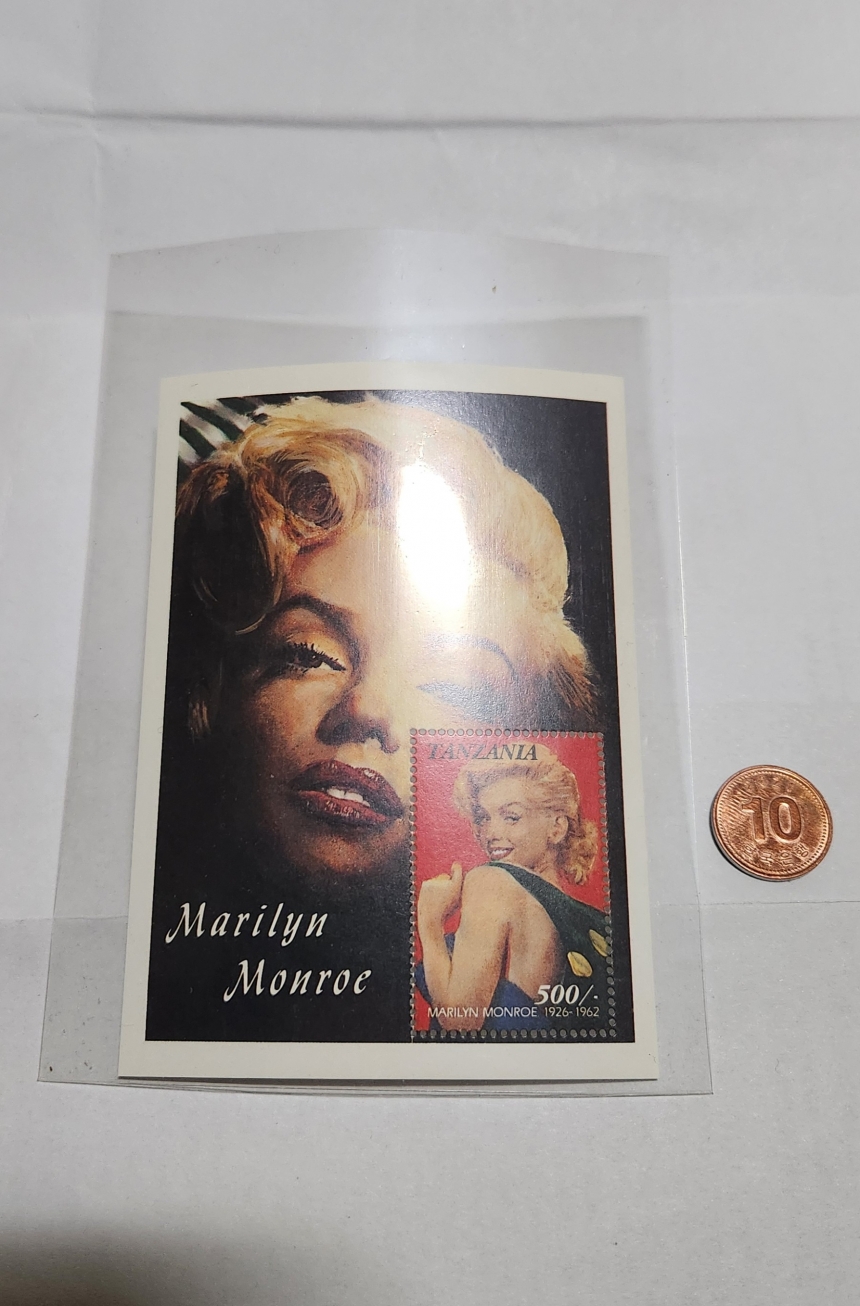 TANZANIA
Marilyn
Monroe
500/-
MARILYN MONROE 1926-1962
10